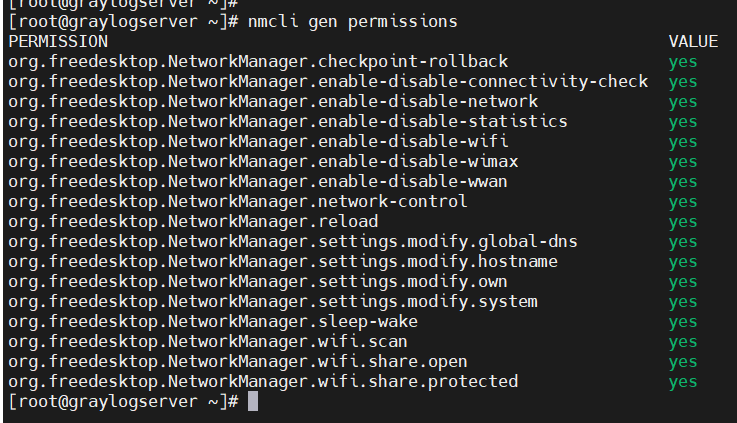 [root@graylogserver ~]#
[root@graylogserver ~]# nmcli gen permissions
PERMISSION VALUE
org.freedesktop.NetworkManager.checkpoint-rollback yes
org.freedesktop.NetworkManager.enable-disable-connectivity-check yes
org.freedesktop.NetworkManager.enable-disable-network yes
org.freedesktop.NetworkManager.enable-disable-statistics yes
org.freedesktop.NetworkManager.enable-disable-wifi yes
org.freedesktop.NetworkManager.enable-disable-wimax yes
org.freedesktop.NetworkManager.enable-disable-wwan yes
org.freedesktop.NetworkManager.network-control yes
org.freedesktop.NetworkManager.reload yes
org.freedesktop.NetworkManager.settings.modify.global-dns yes
org.freedesktop.NetworkManager.settings.modify.hostname yes
org.freedesktop.NetworkManager.settings.modify.own yes
org.freedesktop.NetworkManager.settings.modify.system yes
org.freedesktop.NetworkManager.sleep-wake yes
org.freedesktop.NetworkManager.wifi.scan yes
org.freedesktop.NetworkManager.wifi.share.open yes
org.freedesktop.NetworkManager.wifi.share.protected yes
[root@graylogserver ~]#